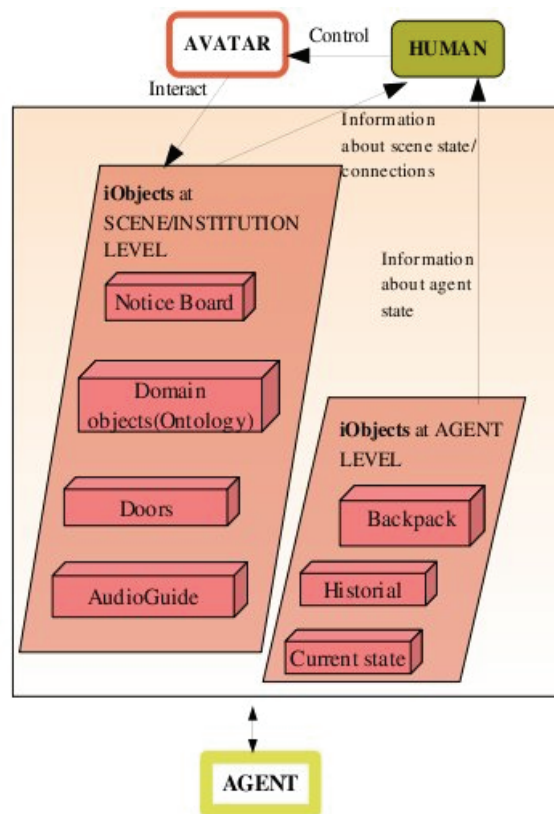 AVATAR
Control
HUMAN
Interact
Information
about scene state/
connections
iObjects at
SCENE/INSTITUTION
LEVEL
Notice Board
Domain
objects(Ontology)
Doors
AudioGuide
Information
about agent
state
iObjects at AGENT
LEVEL
Backpack
Historial
Current state
AGENT